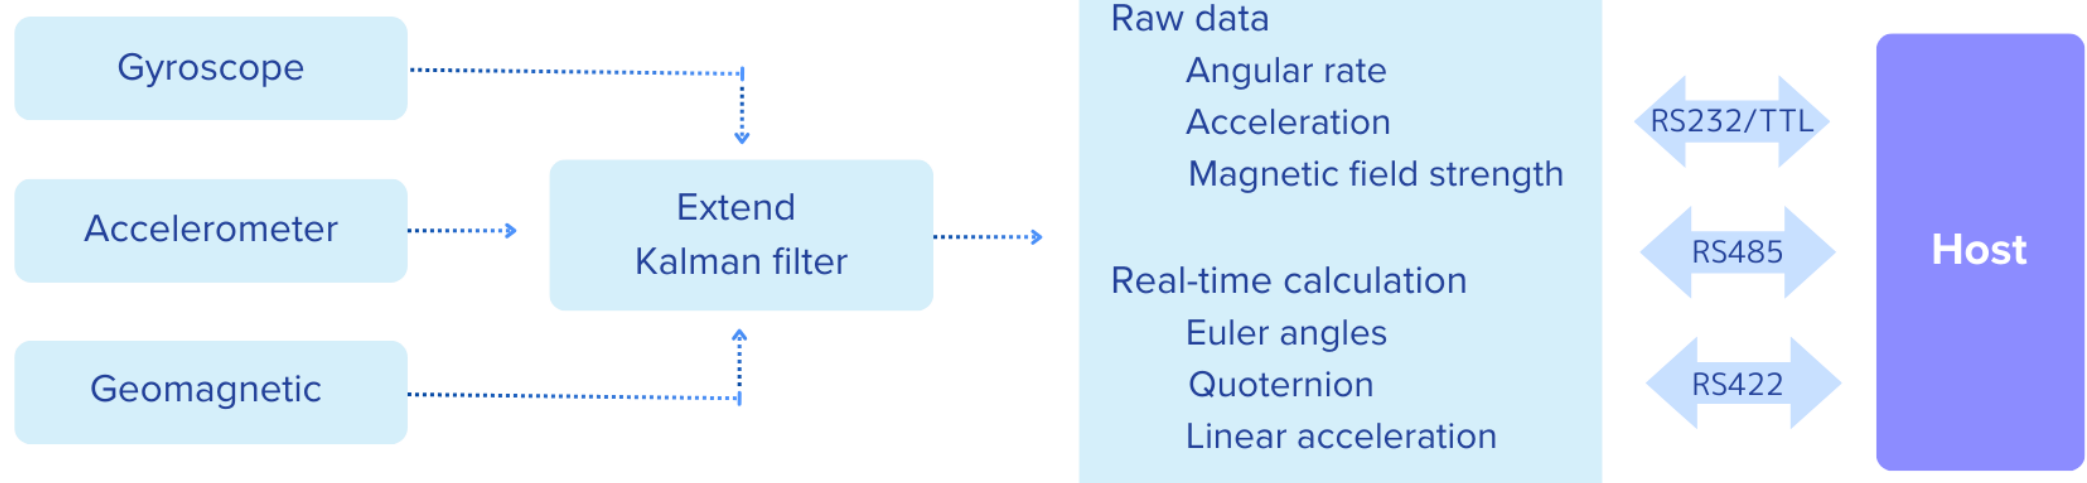 Gyroscope
Accelerometer
Geomagnetic
Extend
Kalman filter
Raw data
Angular rate
Acceleration
Magnetic field strength
Real-time calculation
Euler angles
Quoternion
Linear acceleration
RS232/TTL
RS485
RS422
Host